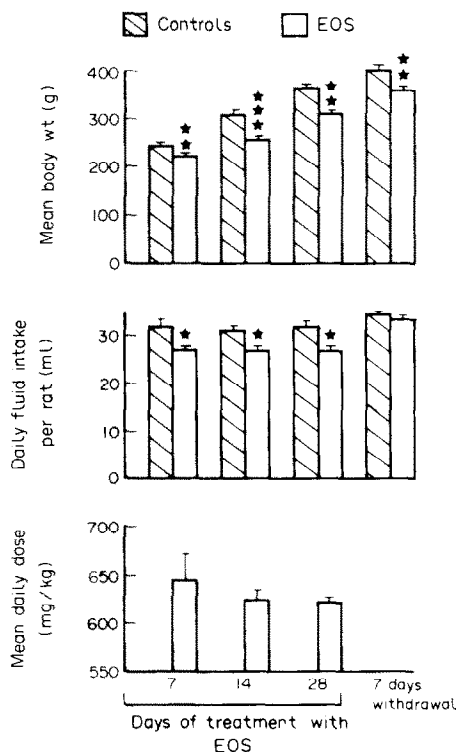 Controls EOS
Mean body wt (g)
400
300
200
100
0
★★ ★★★ ★★ ★★
Daily fluid intake
per rat (ml)
30
20
10
0
★ ★ ★
Mean daily dose
(mg/kg)
700
650
600
550
7 14 28 7 days
withdrawal
Days of treatment with
EOS